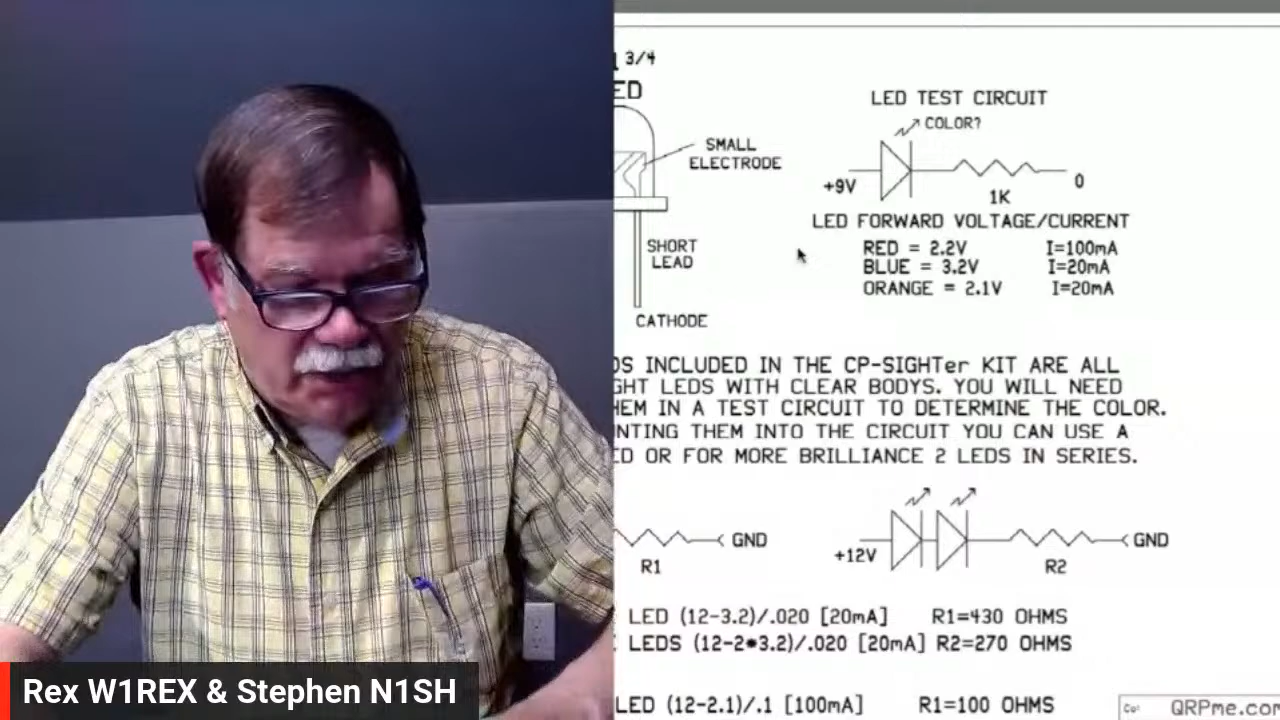 1 3/4
ED
LED TEST CIRCUIT
COLOR?
SMALL
ELECTRODE
+9V
1K
0
LED FORWARD VOLTAGE/CURRENT
SHORT
LEAD
RED = 2.2V I=100mA
BLUE = 3.2V I=20mA
ORANGE = 2.1V I=20mA
CATHODE
DS INCLUDED IN THE CP-SIGHTer KIT ARE ALL
GHT LEDS WITH CLEAR BODYS. YOU WILL NEED
HEM IN A TEST CIRCUIT TO DETERMINE THE COLOR.
NTING THEM INTO THE CIRCUIT YOU CAN USE A
ED OR FOR MORE BRILLIANCE 2 LEDS IN SERIES.
GND
R1
+12V
GND
R2
LED (12-3.2)/.020 [20mA] R1=430 OHMS
LEDS (12-2*3.2)/.020 [20mA] R2=270 OHMS
LED (12-2.1)/.1 [100mA] R1=100 OHMS
QRPme.com
Rex W1REX & Stephen N1SH